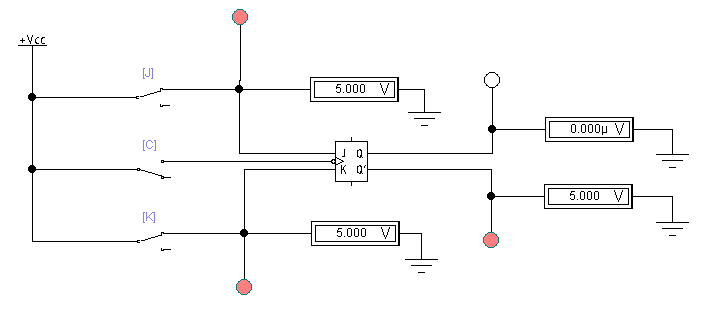 +Vcc
[J]
5.000 V
[C]
0.000µ V
J Q
K Q'
5.000 V
[K]
5.000 V